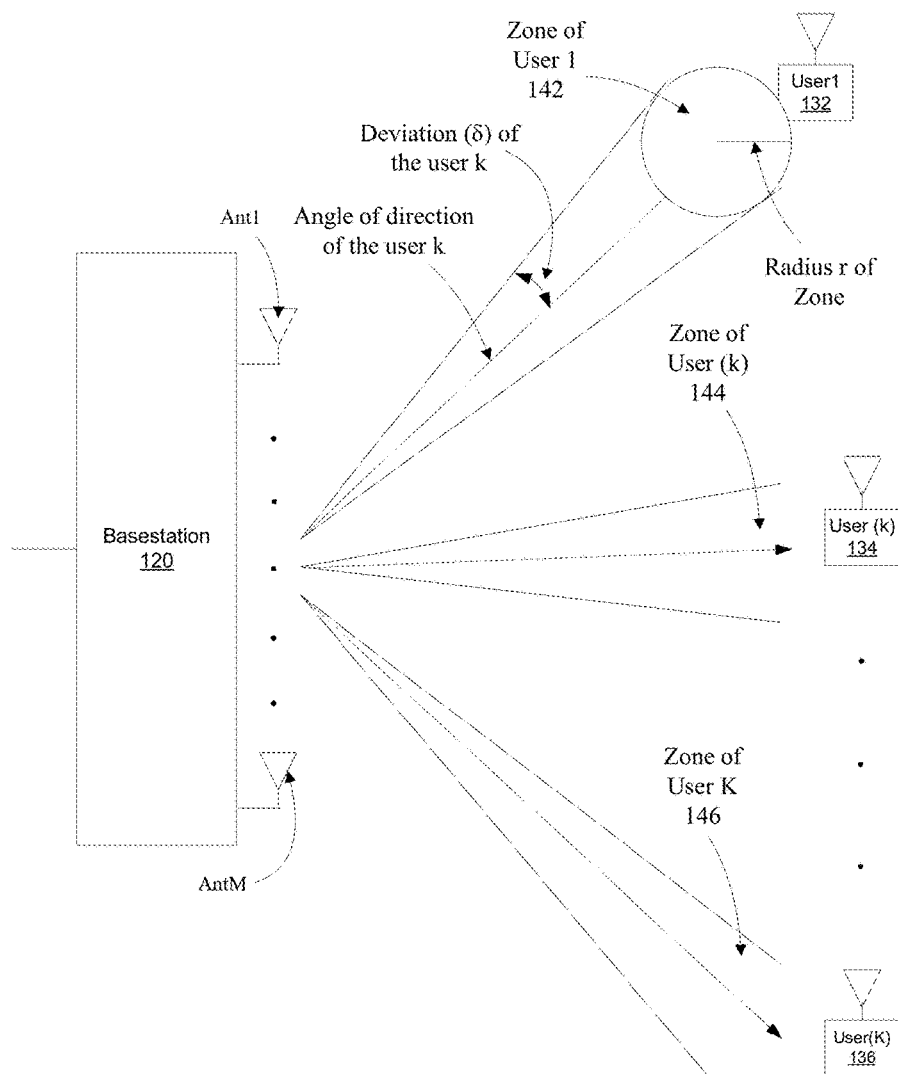 Zone of
User 1
142
User1
132
Deviation (δ) of
the user k
Ant1
Angle of direction
of the user k
Radius r of
Zone
Zone of
User (k)
144
Basestation
120
User (k)
134
Zone of
User K
146
AntM
User(K)
136